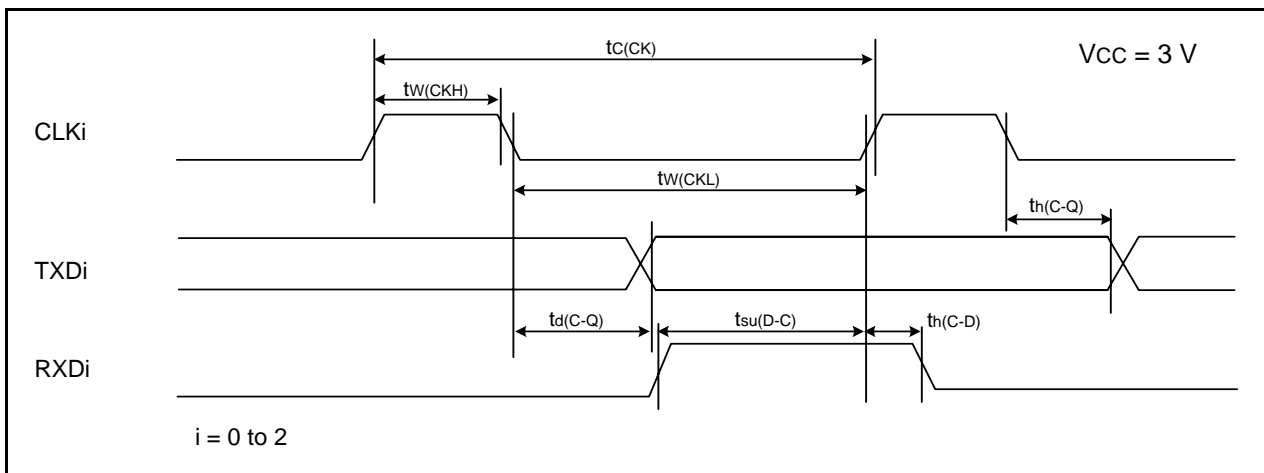 tC(CK)
VCC = 3 V
tW(CKH)
CLKi
tW(CKL)
th(C-Q)
TXDi
td(C-Q)
tsu(D-C)
th(C-D)
RXDi
i = 0 to 2